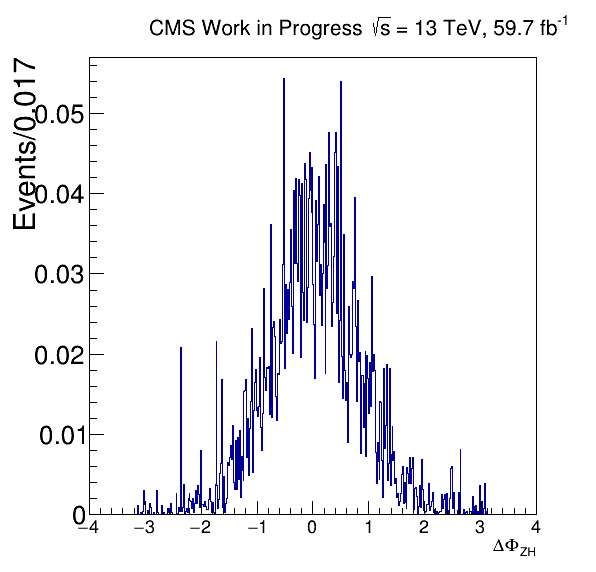 CMS Work in Progress √s = 13 TeV, 59.7 fb⁻¹
Events/0.017
0.05
0.04
0.03
0.02
0.01
0
−4 −3 −2 −1 0 1 2 3 4
ΔΦ_ZH